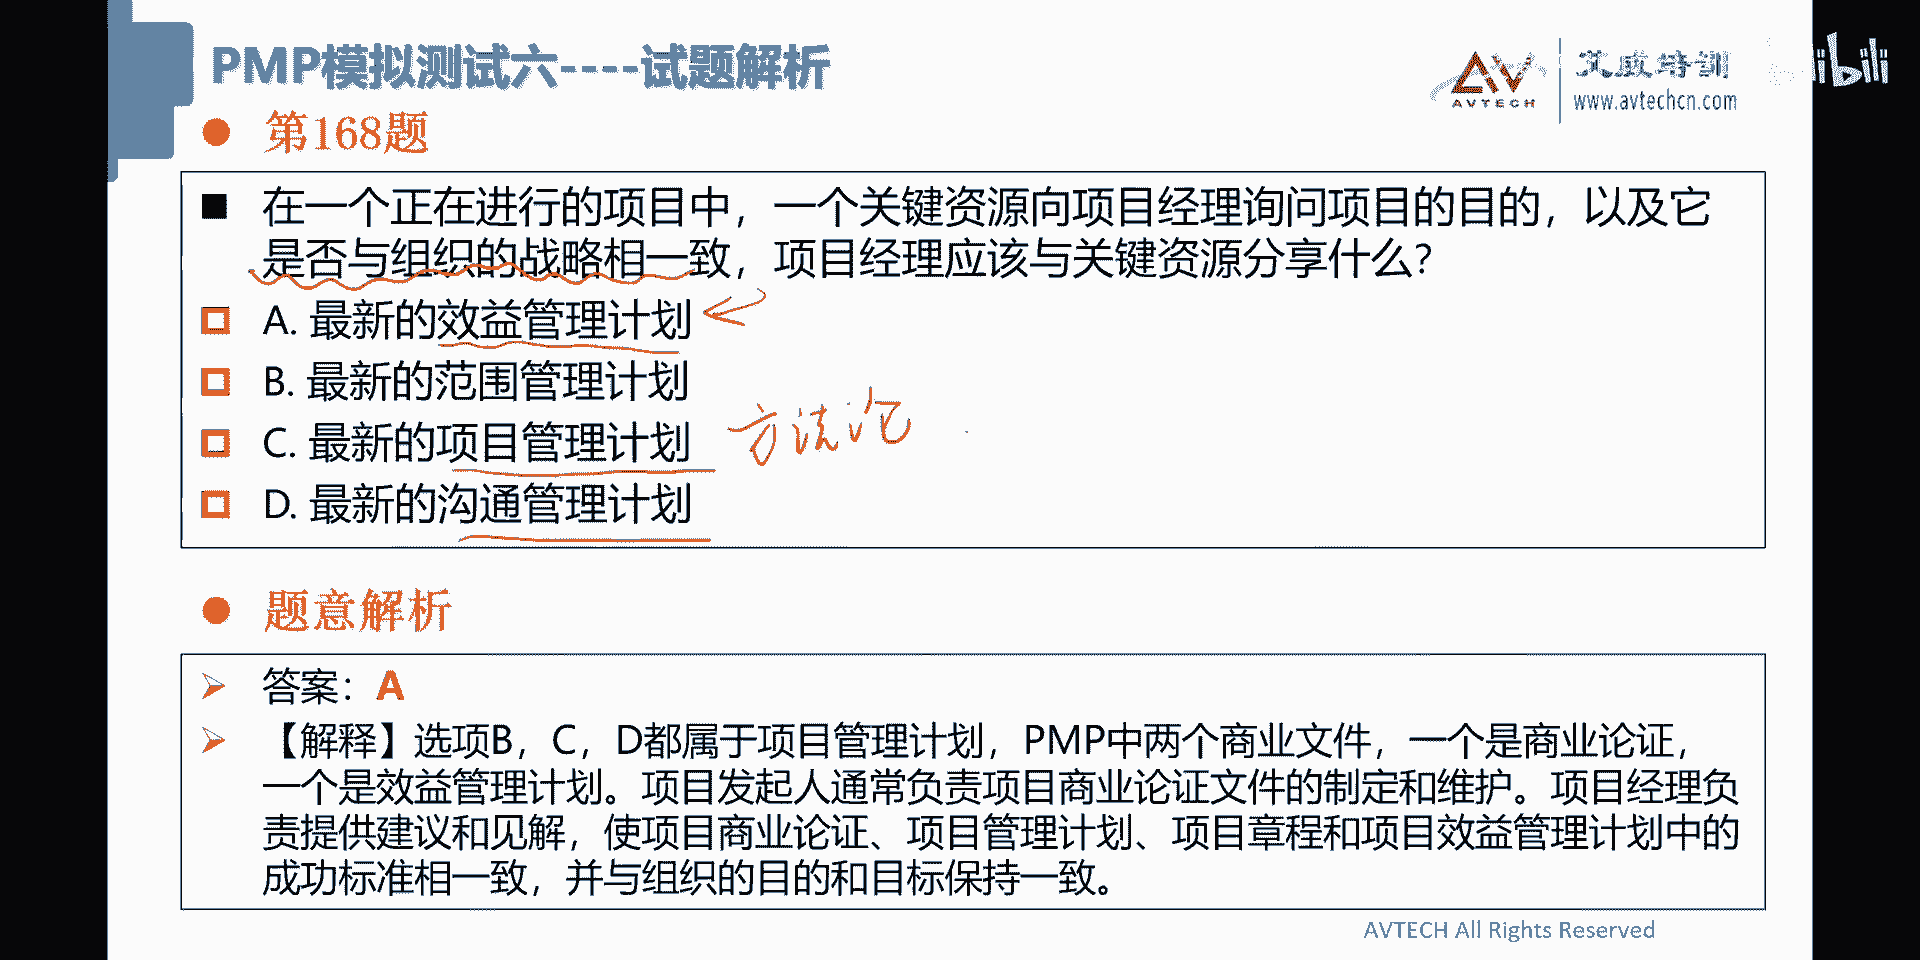 PMP模拟测试六----试题解析
艾威培训
AVTECH
www.avtechcn.com
bilibili
第168题
在一个正在进行的项目中，一个关键资源向项目经理询问项目的目的，以及它
是否与组织的战略相一致，项目经理应该与关键资源分享什么？
A. 最新的效益管理计划
B. 最新的范围管理计划
C. 最新的项目管理计划
方法论
D. 最新的沟通管理计划
题意解析
答案：A
【解释】选项B，C，D都属于项目管理计划，PMP中两个商业文件，一个是商业论证，
一个是效益管理计划。项目发起人通常负责项目商业论证文件的制定和维护。项目经理负
责提供建议和见解，使项目商业论证、项目管理计划、项目章程和项目效益管理计划中的
成功标准相一致，并与组织的目的和目标保持一致。
AVTECH All Rights Reserved